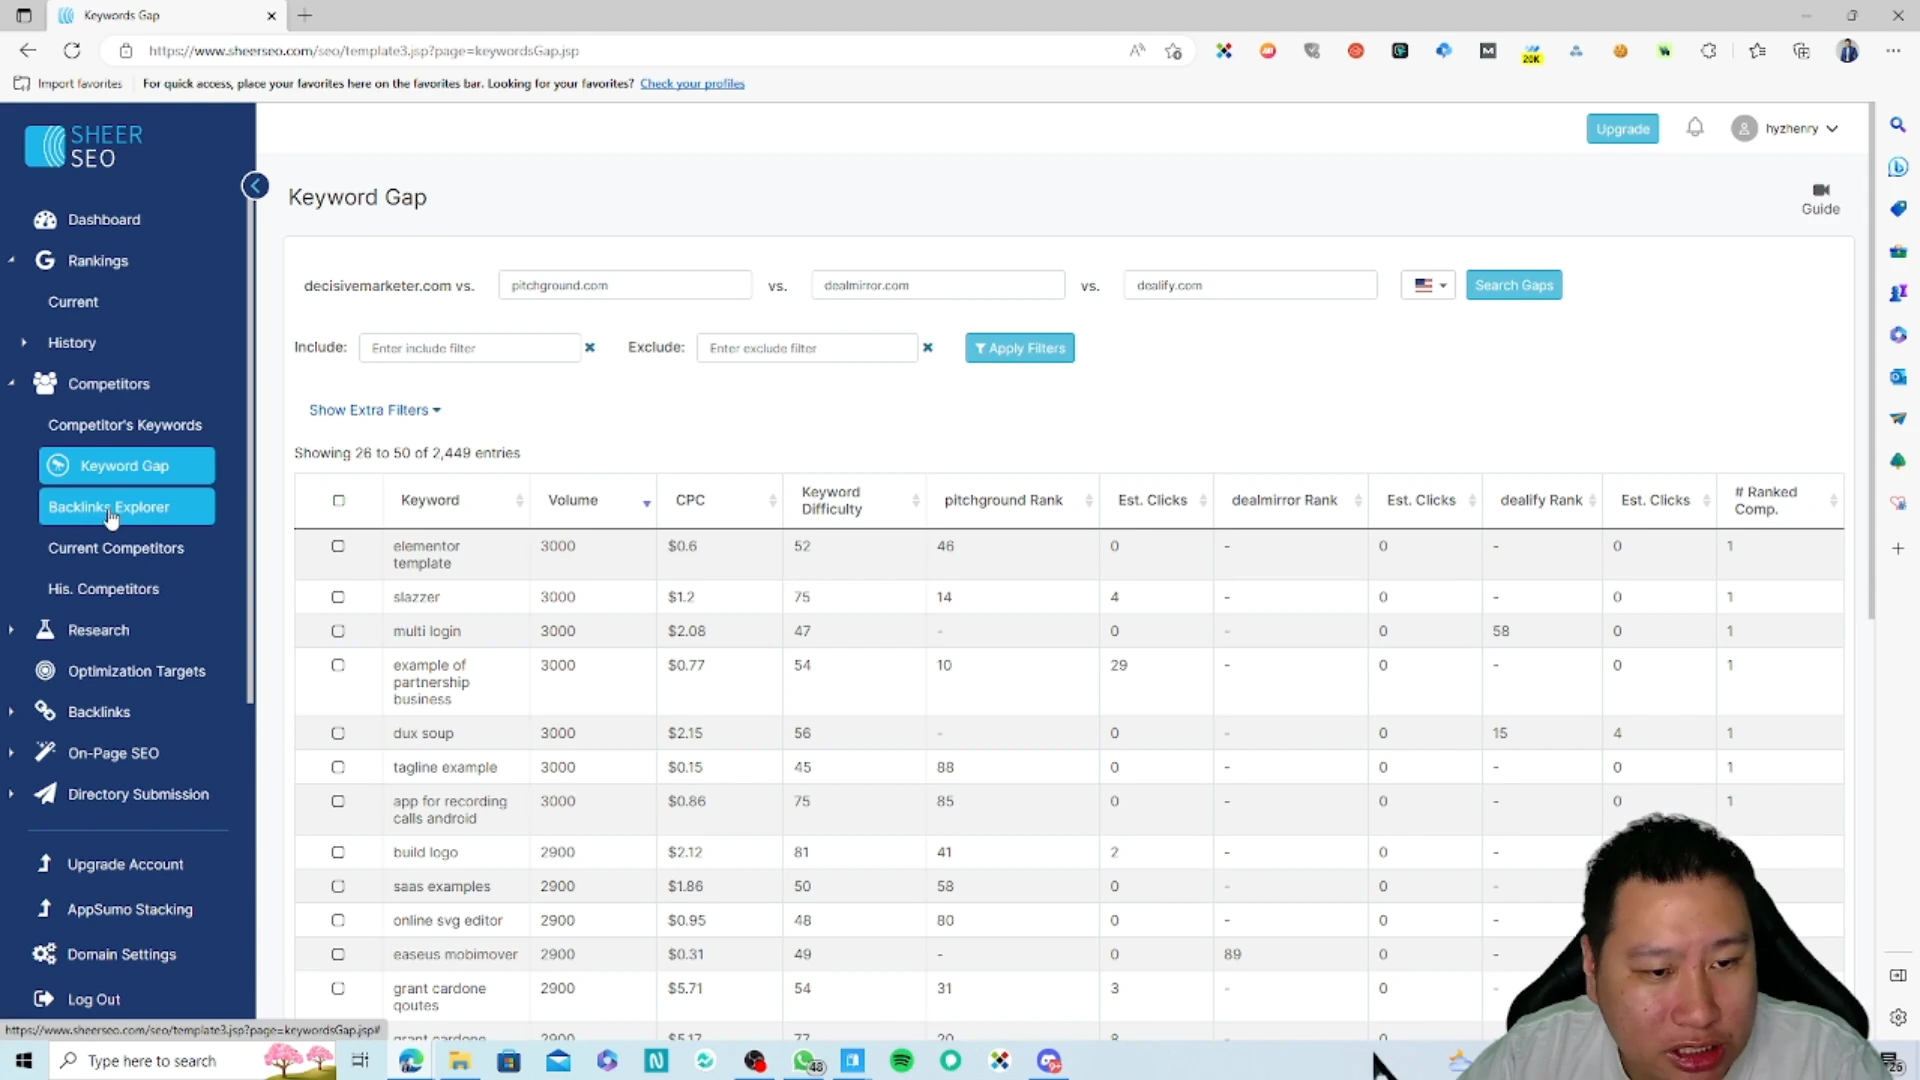 Keywords Gap
https://www.sheerseo.com/seo/template3.jsp?page=keywordsGap.jsp
20K
Import favorites
For quick access, place your favorites here on the favorites bar. Looking for your favorites? Check your profiles
SHEER
SEO
Upgrade
hyzhenry
Dashboard
Rankings
Current
History
Competitors
Competitor's Keywords
Keyword Gap
Backlinks Explorer
Current Competitors
His. Competitors
Research
Optimization Targets
Backlinks
On-Page SEO
Directory Submission
Upgrade Account
AppSumo Stacking
Domain Settings
Log Out
Keyword Gap
Guide
decisivemarketer.com vs. pitchground.com vs. dealmirror.com vs. dealify.com Search Gaps
Include: Enter include filter Exclude: Enter exclude filter Apply Filters
Show Extra Filters
Showing 26 to 50 of 2,449 entries
Keyword Volume CPC Keyword Difficulty pitchground Rank Est. Clicks dealmirror Rank Est. Clicks dealify Rank Est. Clicks # Ranked Comp.
elementor template 3000 $0.6 52 46 0 - 0 - 0 1
slazzer 3000 $1.2 75 14 4 - 0 - 0 1
multi login 3000 $2.08 47 - 0 - 0 58 0 1
example of partnership business 3000 $0.77 54 10 29 - 0 - 0 1
dux soup 3000 $2.15 56 - 0 - 0 15 4 1
tagline example 3000 $0.15 45 88 0 - 0 - 0 1
app for recording calls android 3000 $0.86 75 85 0 - 0 - 0 1
build logo 2900 $2.12 81 41 2 - 0 -
saas examples 2900 $1.86 50 58 0 - 0 -
online svg editor 2900 $0.95 48 80 0 - 0 -
easeus mobimover 2900 $0.31 49 - 0 89 0 -
grant cardone qoutes 2900 $5.71 54 31 3 - 0 -
grant cardone 2900 $5.17 77 20 8 - 0
https://www.sheerseo.com/seo/template3.jsp?page=keywordsGap.jsp#
Type here to search
48